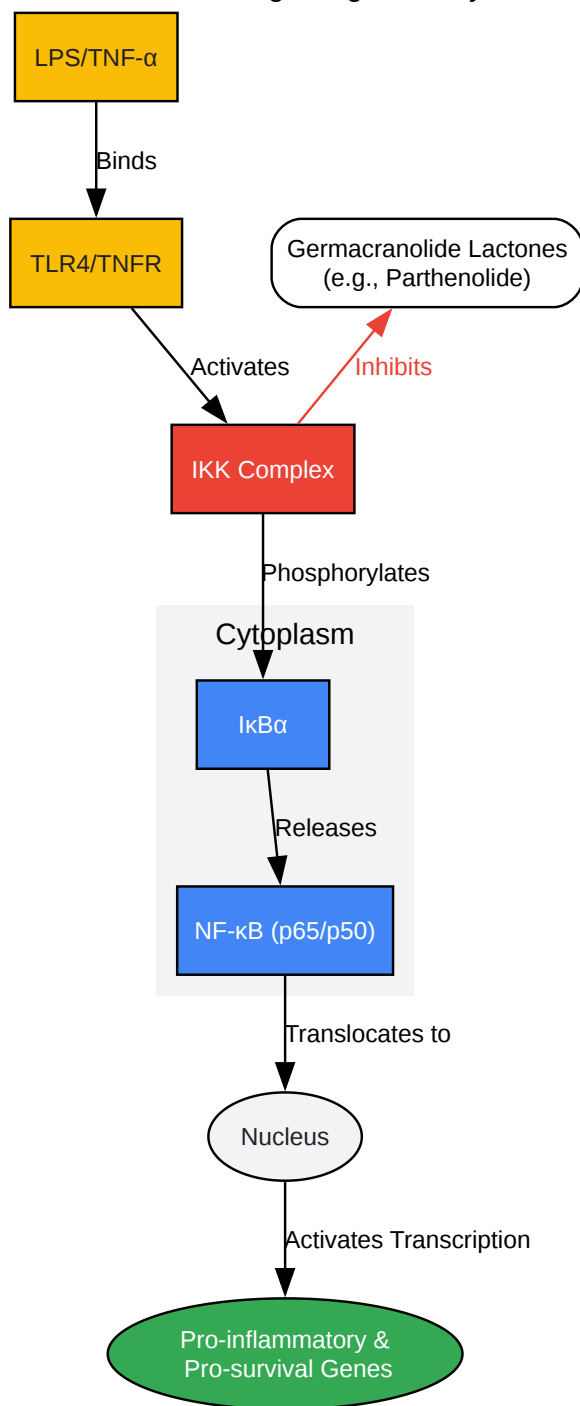 LPS/TNF-α
Binds
TLR4/TNFR
Germacranolide Lactones
(e.g., Parthenolide)
Activates
Inhibits
IKK Complex
Phosphorylates
Cytoplasm
IκBα
Releases
NF-κB (p65/p50)
Translocates to
Nucleus
Activates Transcription
Pro-inflammatory &
Pro-survival Genes